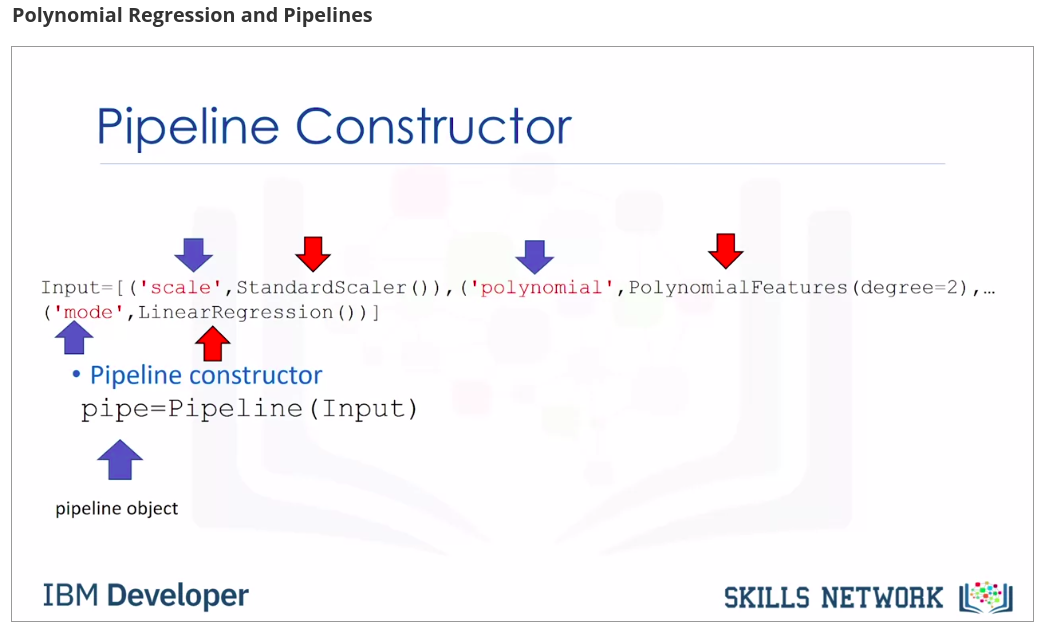 Polynomial Regression and Pipelines
Pipeline Constructor
Input=[('scale',StandardScaler()),('polynomial',PolynomialFeatures(degree=2),…
('mode',LinearRegression())]
• Pipeline constructor
pipe=Pipeline(Input)
pipeline object
IBM Developer
SKILLS NETWORK